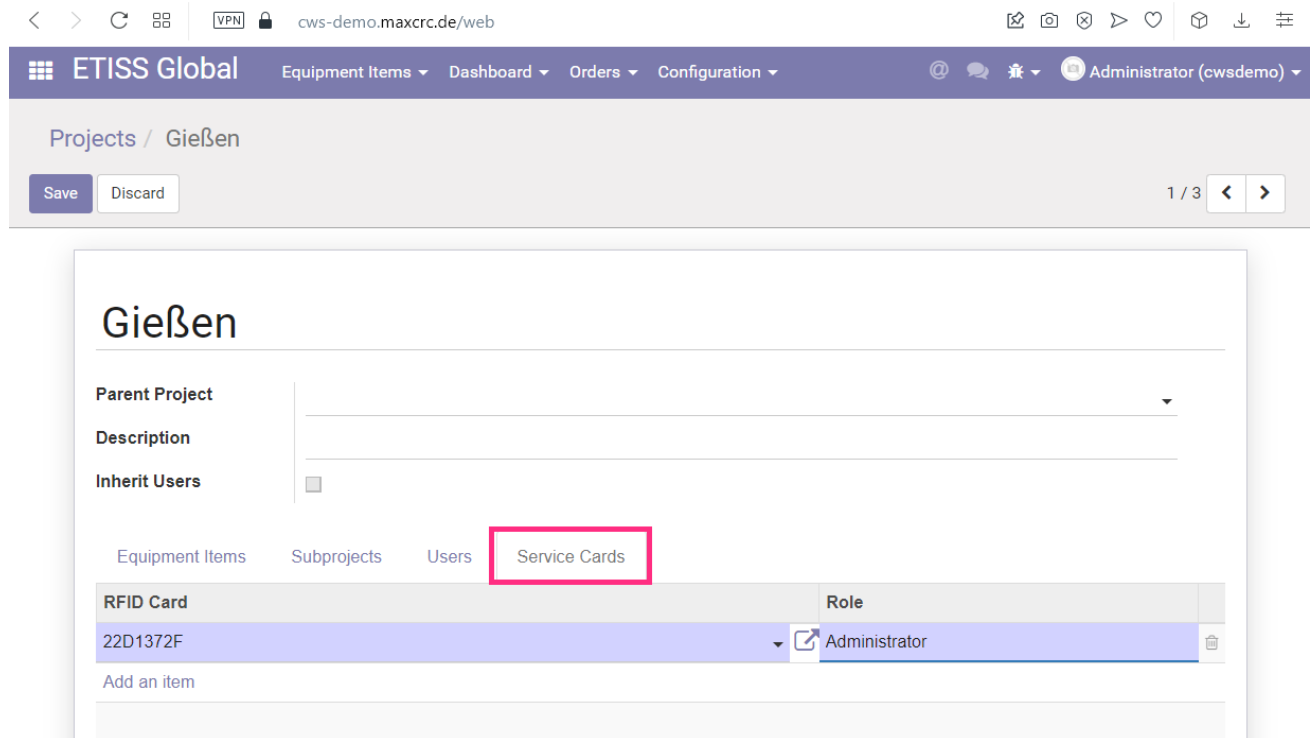 VPN cws-demo.maxcrc.de/web
ETISS Global Equipment Items Dashboard Orders Configuration @ Administrator (cwsdemo)
Projects / Gießen
Save Discard 1 / 3
Gießen
Parent Project
Description
Inherit Users
Equipment Items Subprojects Users Service Cards
RFID Card Role
22D1372F Administrator
Add an item